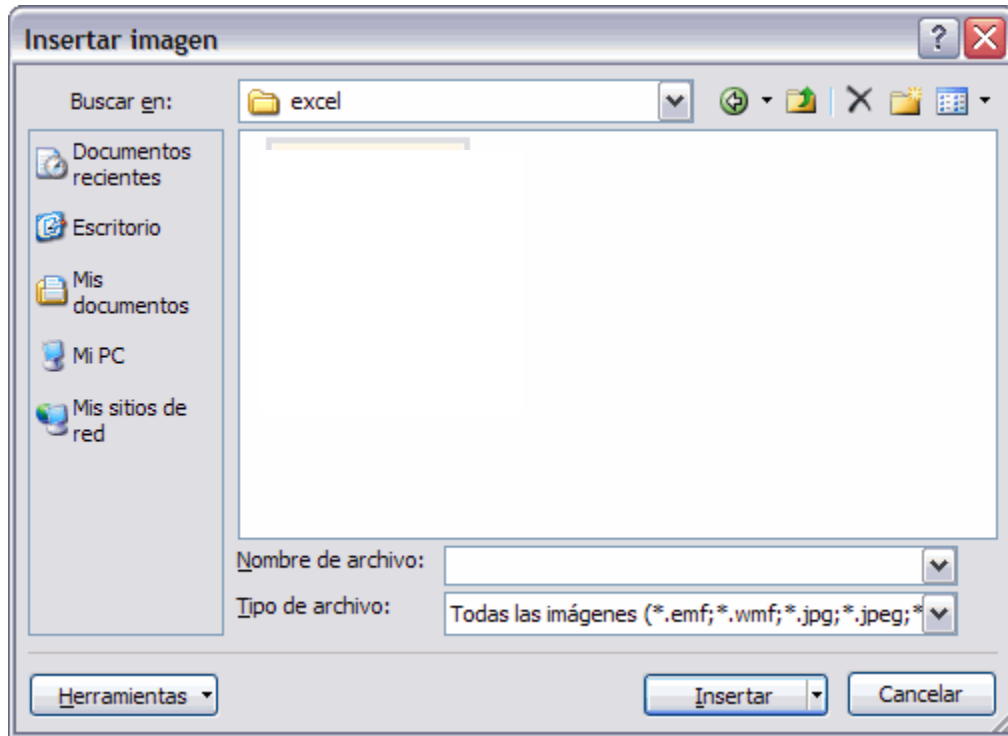 Insertar imagen
Buscar en:
excel
Documentos
recientes
Escritorio
Mis
documentos
Mi PC
Mis sitios de
red
Nombre de archivo:
Tipo de archivo:
Todas las imágenes (*.emf;*.wmf;*.jpg;*.jpeg;*
Herramientas
Insertar
Cancelar